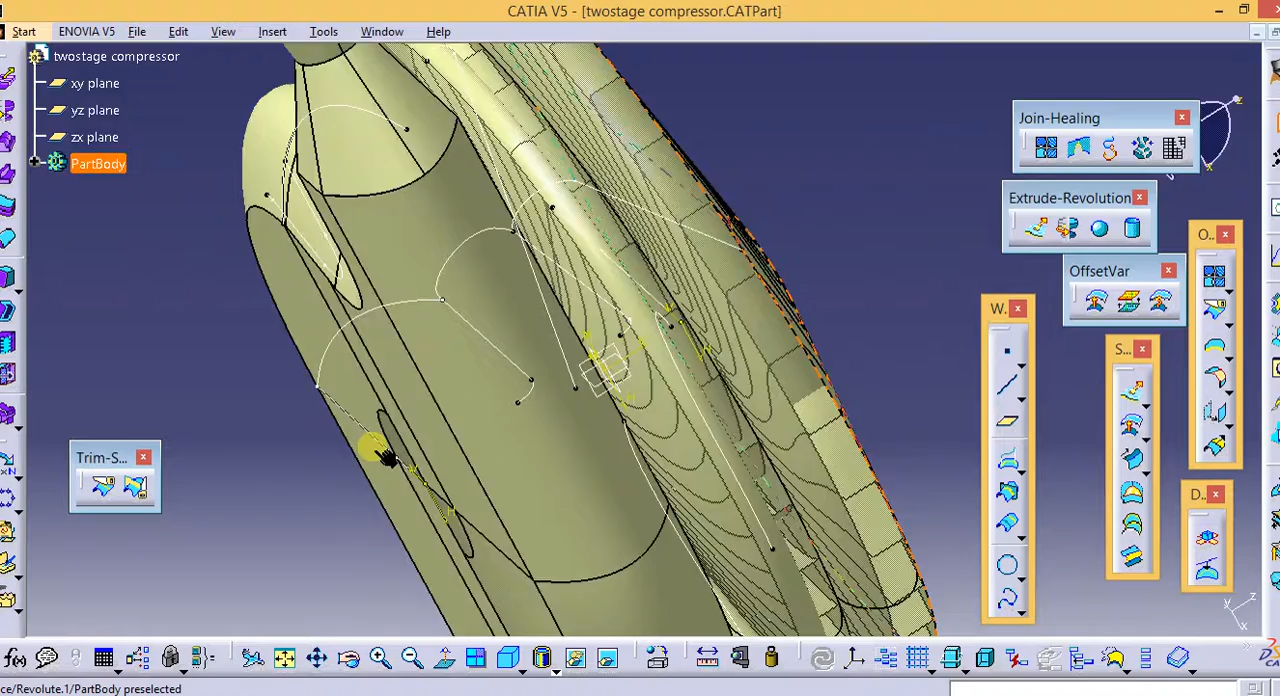 CATIA V5 - [twostage compressor.CATPart]
Start ENOVIA V5 File Edit View Insert Tools Window Help
twostage compressor
xy plane
yz plane
zx plane
PartBody
Join-Healing
Extrude-Revolution
O...
OffsetVar
W.
S...
Trim-S...
D..
H
H
x
y
z
x
f(x)
ce/Revolute.1/PartBody preselected